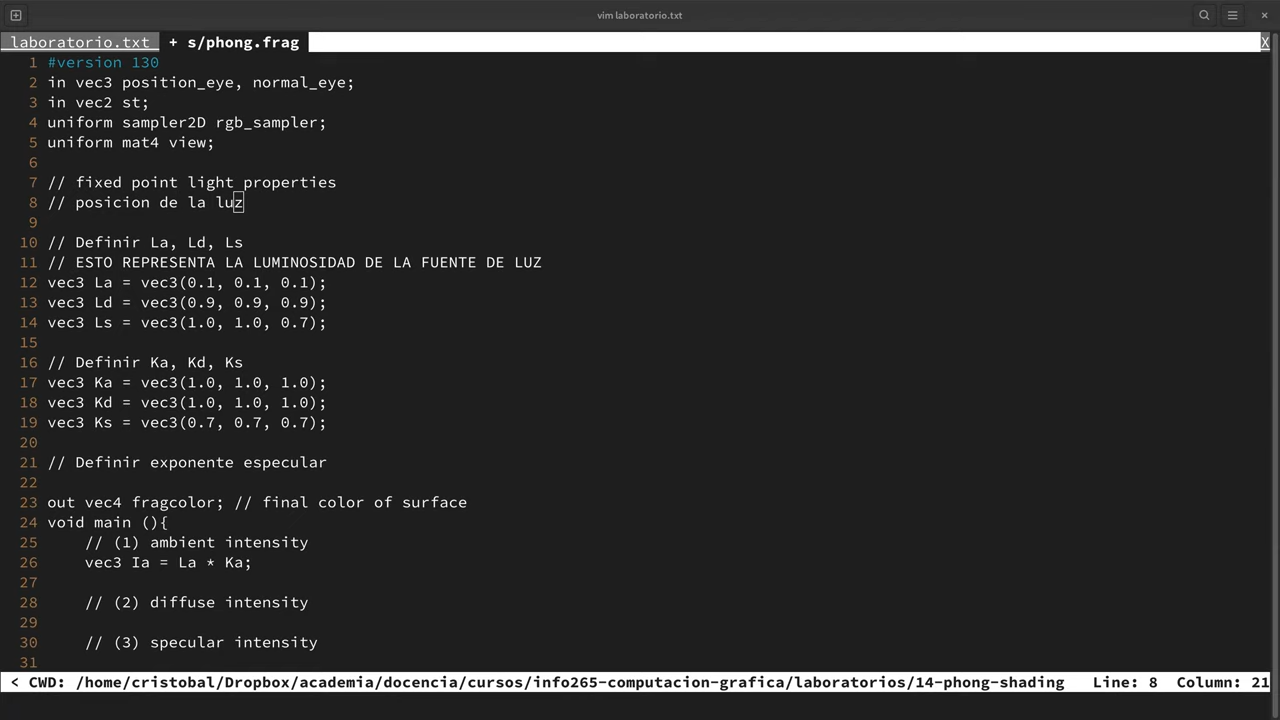 vim laboratorio.txt
laboratorio.txt + s/phong.frag X
1 #version 130
2 in vec3 position_eye, normal_eye;
3 in vec2 st;
4 uniform sampler2D rgb_sampler;
5 uniform mat4 view;
6
7 // fixed point light properties
8 // posicion de la luz
9
10 // Definir La, Ld, Ls
11 // ESTO REPRESENTA LA LUMINOSIDAD DE LA FUENTE DE LUZ
12 vec3 La = vec3(0.1, 0.1, 0.1);
13 vec3 Ld = vec3(0.9, 0.9, 0.9);
14 vec3 Ls = vec3(1.0, 1.0, 0.7);
15
16 // Definir Ka, Kd, Ks
17 vec3 Ka = vec3(1.0, 1.0, 1.0);
18 vec3 Kd = vec3(1.0, 1.0, 1.0);
19 vec3 Ks = vec3(0.7, 0.7, 0.7);
20
21 // Definir exponente especular
22
23 out vec4 fragcolor; // final color of surface
24 void main (){
25     // (1) ambient intensity
26     vec3 Ia = La * Ka;
27
28     // (2) diffuse intensity
29
30     // (3) specular intensity
31
< CWD: /home/cristobal/Dropbox/academia/docencia/cursos/info265-computacion-grafica/laboratorios/14-phong-shading Line: 8 Column: 21